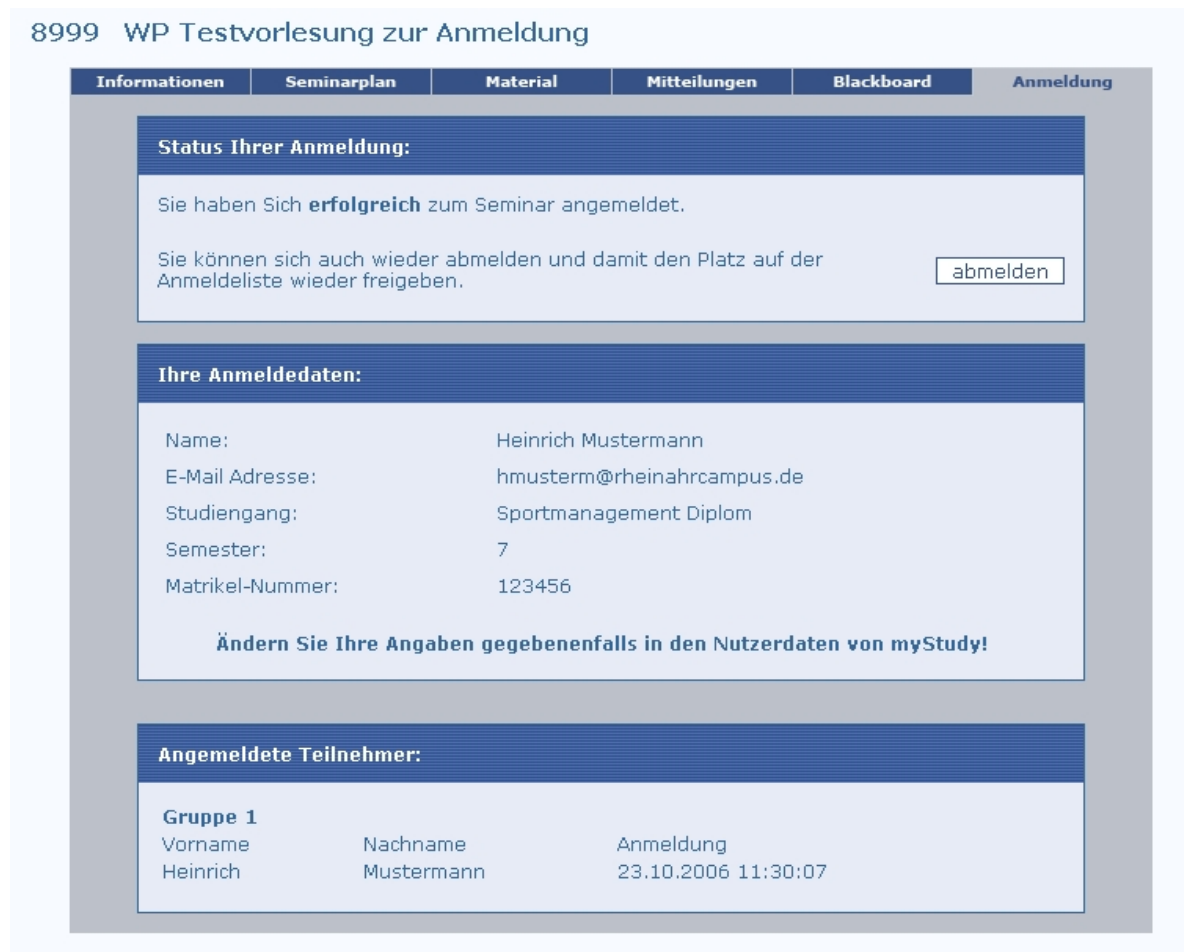 8999 WP Testvorlesung zur Anmeldung
Informationen Seminarplan Material Mitteilungen Blackboard Anmeldung
Status Ihrer Anmeldung:
Sie haben Sich erfolgreich zum Seminar angemeldet.
Sie können sich auch wieder abmelden und damit den Platz auf der
Anmeldeliste wieder freigeben.
abmelden
Ihre Anmeldedaten:
Name: Heinrich Mustermann
E-Mail Adresse: hmusterm@rheinahrcampus.de
Studiengang: Sportmanagement Diplom
Semester: 7
Matrikel-Nummer: 123456
Ändern Sie Ihre Angaben gegebenenfalls in den Nutzerdaten von myStudy!
Angemeldete Teilnehmer:
Gruppe 1
Vorname Nachname Anmeldung
Heinrich Mustermann 23.10.2006 11:30:07